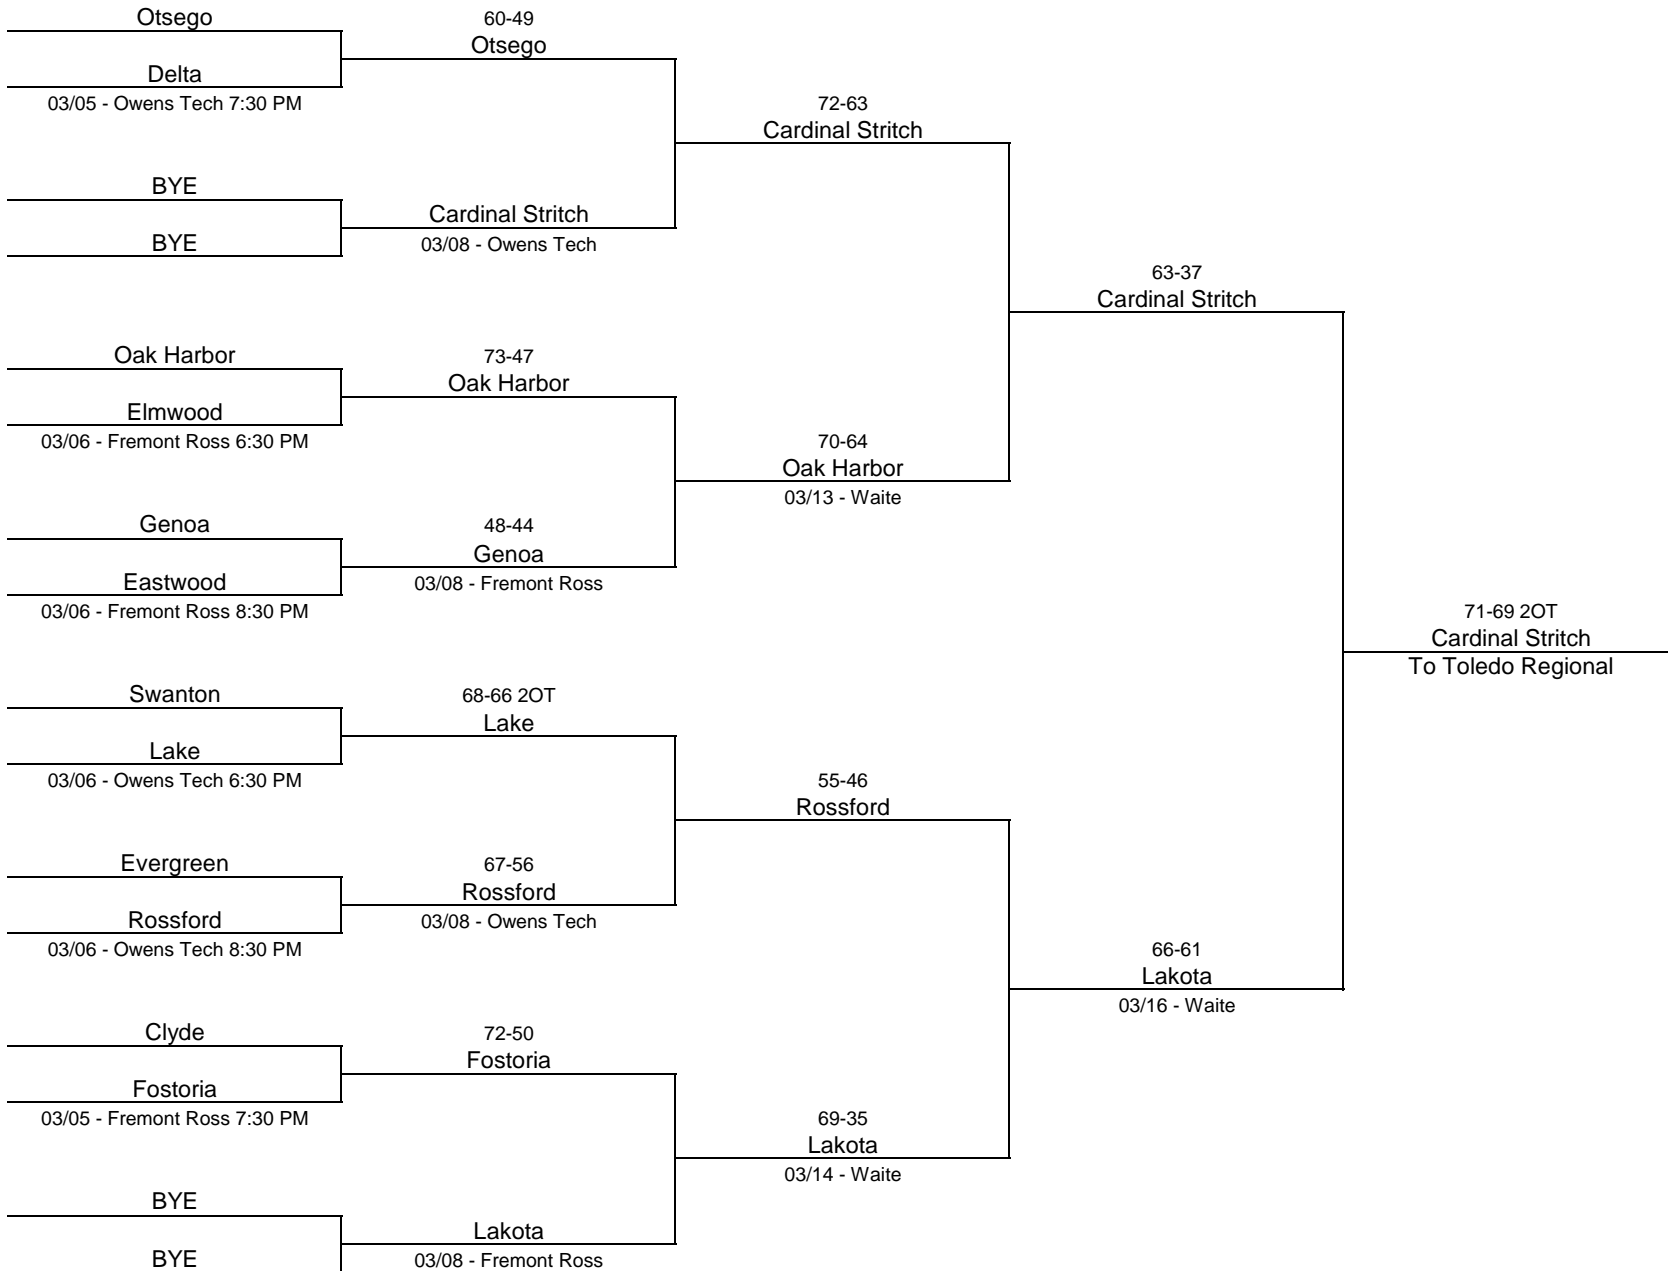 Otsego
Delta
03/05 - Owens Tech 7:30 PM
BYE
BYE
Oak Harbor
Elmwood
03/06 - Fremont Ross 6:30 PM
Genoa
Eastwood
03/06 - Fremont Ross 8:30 PM
Swanton
Lake
03/06 - Owens Tech 6:30 PM
Evergreen
Rossford
03/06 - Owens Tech 8:30 PM
Clyde
Fostoria
03/05 - Fremont Ross 7:30 PM
BYE
BYE
60-49
Otsego
Cardinal Stritch
03/08 - Owens Tech
73-47
Oak Harbor
48-44
Genoa
03/08 - Fremont Ross
68-66 2OT
Lake
67-56
Rossford
03/08 - Owens Tech
72-50
Fostoria
Lakota
03/08 - Fremont Ross
72-63
Cardinal Stritch
70-64
Oak Harbor
03/13 - Waite
55-46
Rossford
69-35
Lakota
03/14 - Waite
63-37
Cardinal Stritch
66-61
Lakota
03/16 - Waite
71-69 2OT
Cardinal Stritch
To Toledo Regional